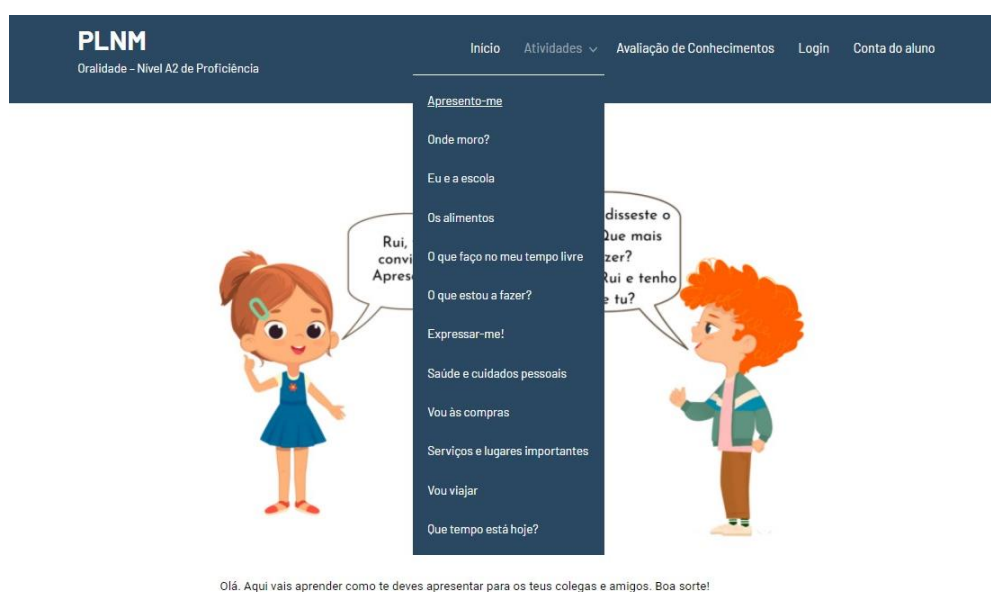 PLNM
Oralidade – Nível A2 de Proficiência
Início Atividades Avaliação de Conhecimentos Login Conta do aluno
Apresento-me
Onde moro?
Eu e a escola
Os alimentos
O que faço no meu tempo livre
O que estou a fazer?
Expressar-me!
Saúde e cuidados pessoais
Vou às compras
Serviços e lugares importantes
Vou viajar
Que tempo está hoje?
Rui,
disseste o
Que mais
Rui e tenho
e tu?
Olá. Aqui vais aprender como te deves apresentar para os teus colegas e amigos. Boa sorte!